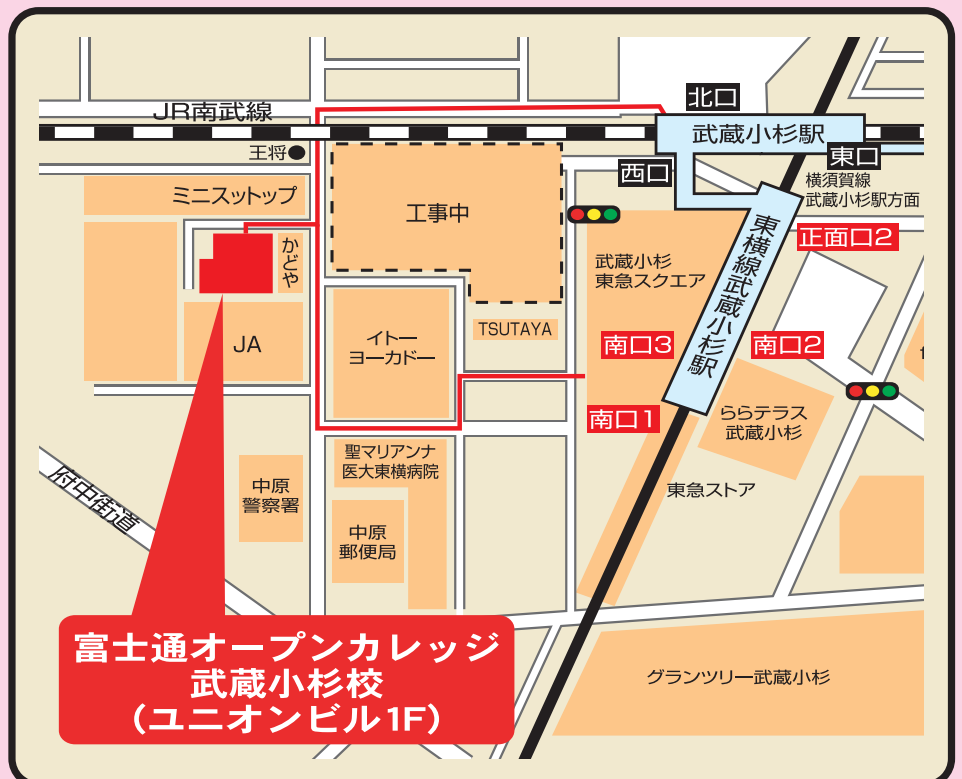 北口
JR南武線
武蔵小杉駅
王将
西口
東口
横須賀線
武蔵小杉駅方面
ミニスットップ
工事中
正面口2
かどや
武蔵小杉
東急スクエア
東横線武蔵小杉駅
TSUTAYA
JA
イトー
ヨーカドー
南口3
南口2
南口1
ららテラス
武蔵小杉
聖マリアンナ
医大東横病院
東急ストア
中原
警察署
府中街道
中原
郵便局
富士通オープンカレッジ
武蔵小杉校
(ユニオンビル1F)
グランツリー武蔵小杉